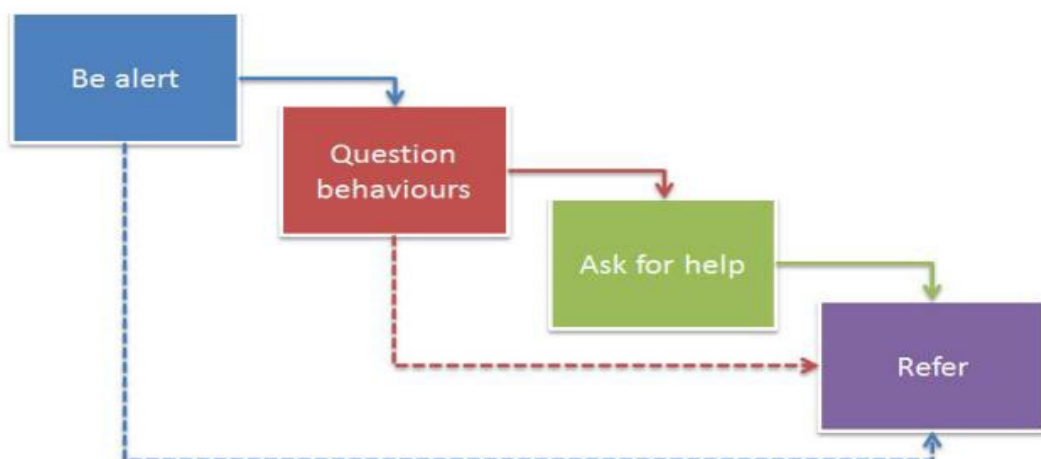 Be alert
Question
behaviours
Ask for help
Refer